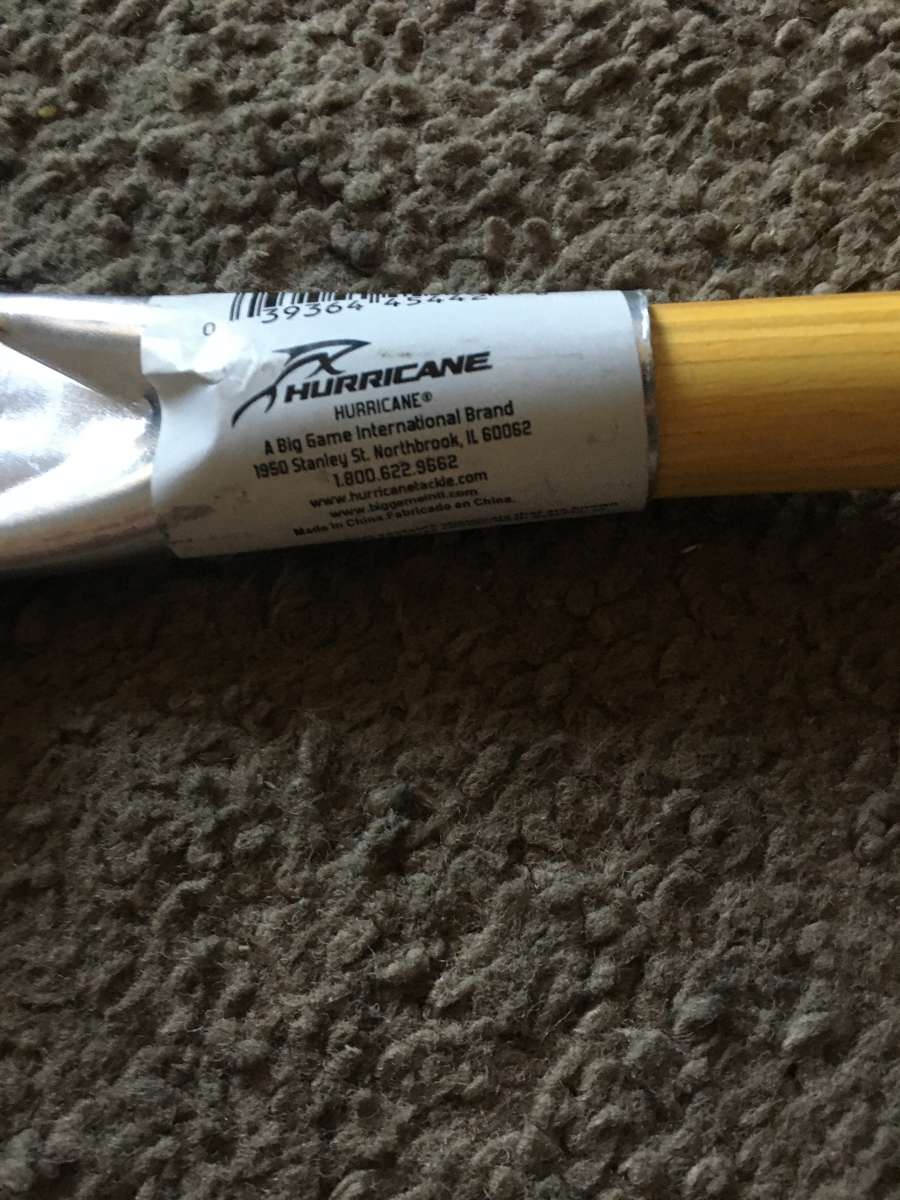 0 39364 45442
HURRICANE
HURRICANE®
A Big Game International Brand
1950 Stanley St. Northbrook, IL 60062
1.800.622.9662
www.hurricanetackle.com
www.biggameintl.com
Made in China.Fabricado en China.